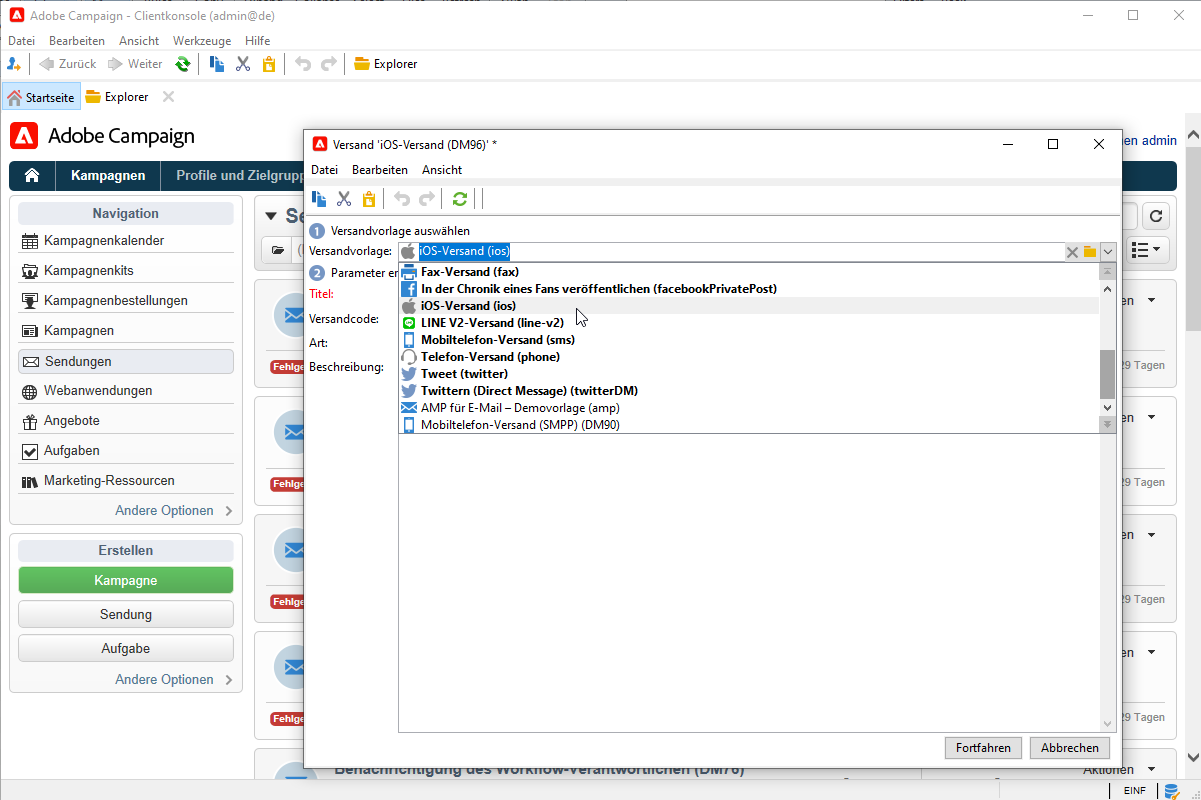 Adobe Campaign - Clientkonsole (admin@de)
Datei Bearbeiten Ansicht Werkzeuge Hilfe
Zurück Weiter Explorer
Startseite Explorer
Adobe Campaign
admin
Kampagnen Profile und Zielgrupp
Navigation
Kampagnenkalender
Kampagnenkits
Kampagnenbestellungen
Kampagnen
Sendungen
Webanwendungen
Angebote
Aufgaben
Marketing-Ressourcen
Andere Optionen
Erstellen
Kampagne
Sendung
Aufgabe
Andere Optionen
Versand 'iOS-Versand (DM96)' *
Datei Bearbeiten Ansicht
1 Versandvorlage auswählen
Versandvorlage: iOS-Versand (ios)
2 Parameter er
Titel:
Versandcode:
Art:
Beschreibung:
Fax-Versand (fax)
In der Chronik eines Fans veröffentlichen (facebookPrivatePost)
iOS-Versand (ios)
LINE V2-Versand (line-v2)
Mobiltelefon-Versand (sms)
Telefon-Versand (phone)
Tweet (twitter)
Twittern (Direct Message) (twitterDM)
AMP für E-Mail – Demovorlage (amp)
Mobiltelefon-Versand (SMPP) (DM90)
Fortfahren Abbrechen
Fehlge
29 Tagen
Fehlge
29 Tagen
Fehlge
29 Tagen
Fehlge
29 Tagen
Benachrichtigung des Workflow-Verantwortlichen (DM70)
Aktionen
EINF